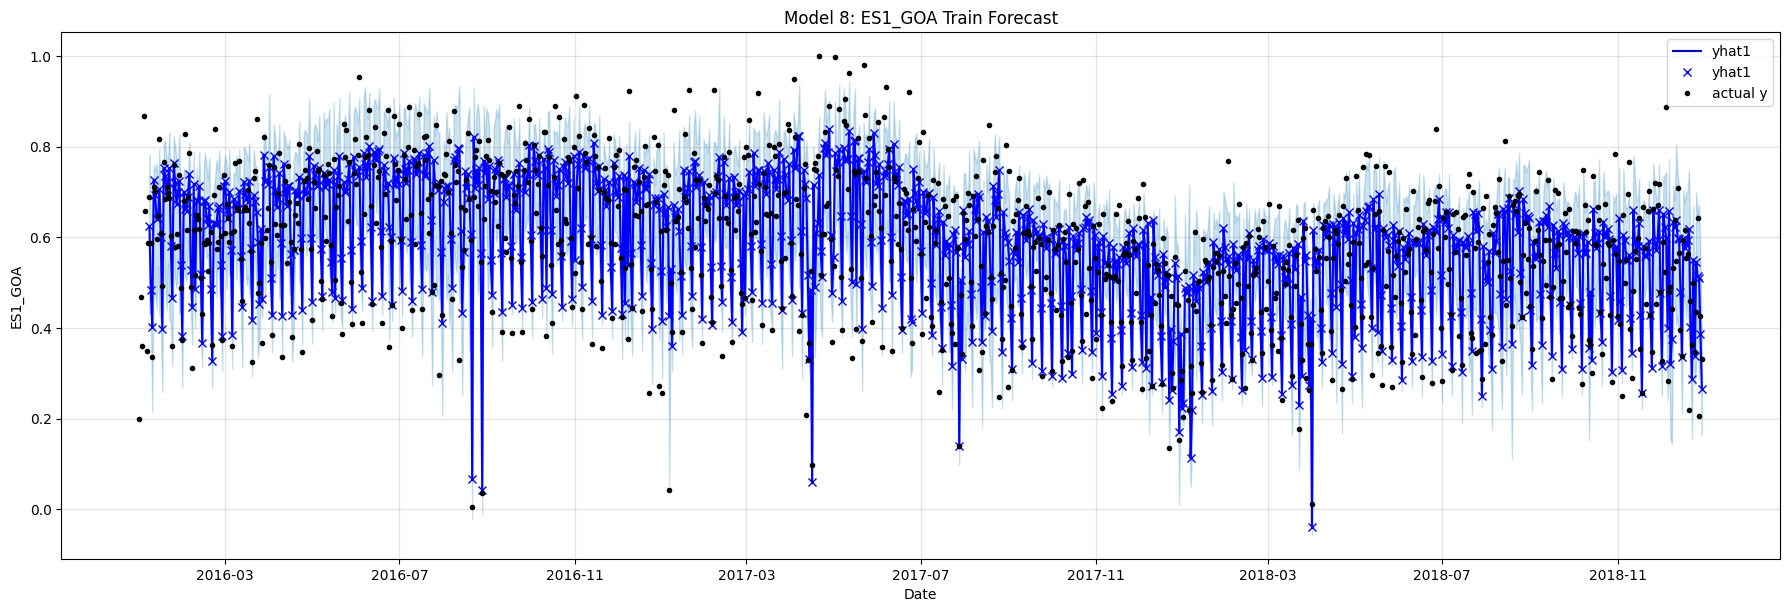 Model 8: ES1_GOA Train Forecast
yhat1
yhat1
actual y
1.0
0.8
0.6
0.4
0.2
0.0
ES1_GOA
2016-03
2016-07
2016-11
2017-03
2017-07
2017-11
2018-03
2018-07
2018-11
Date